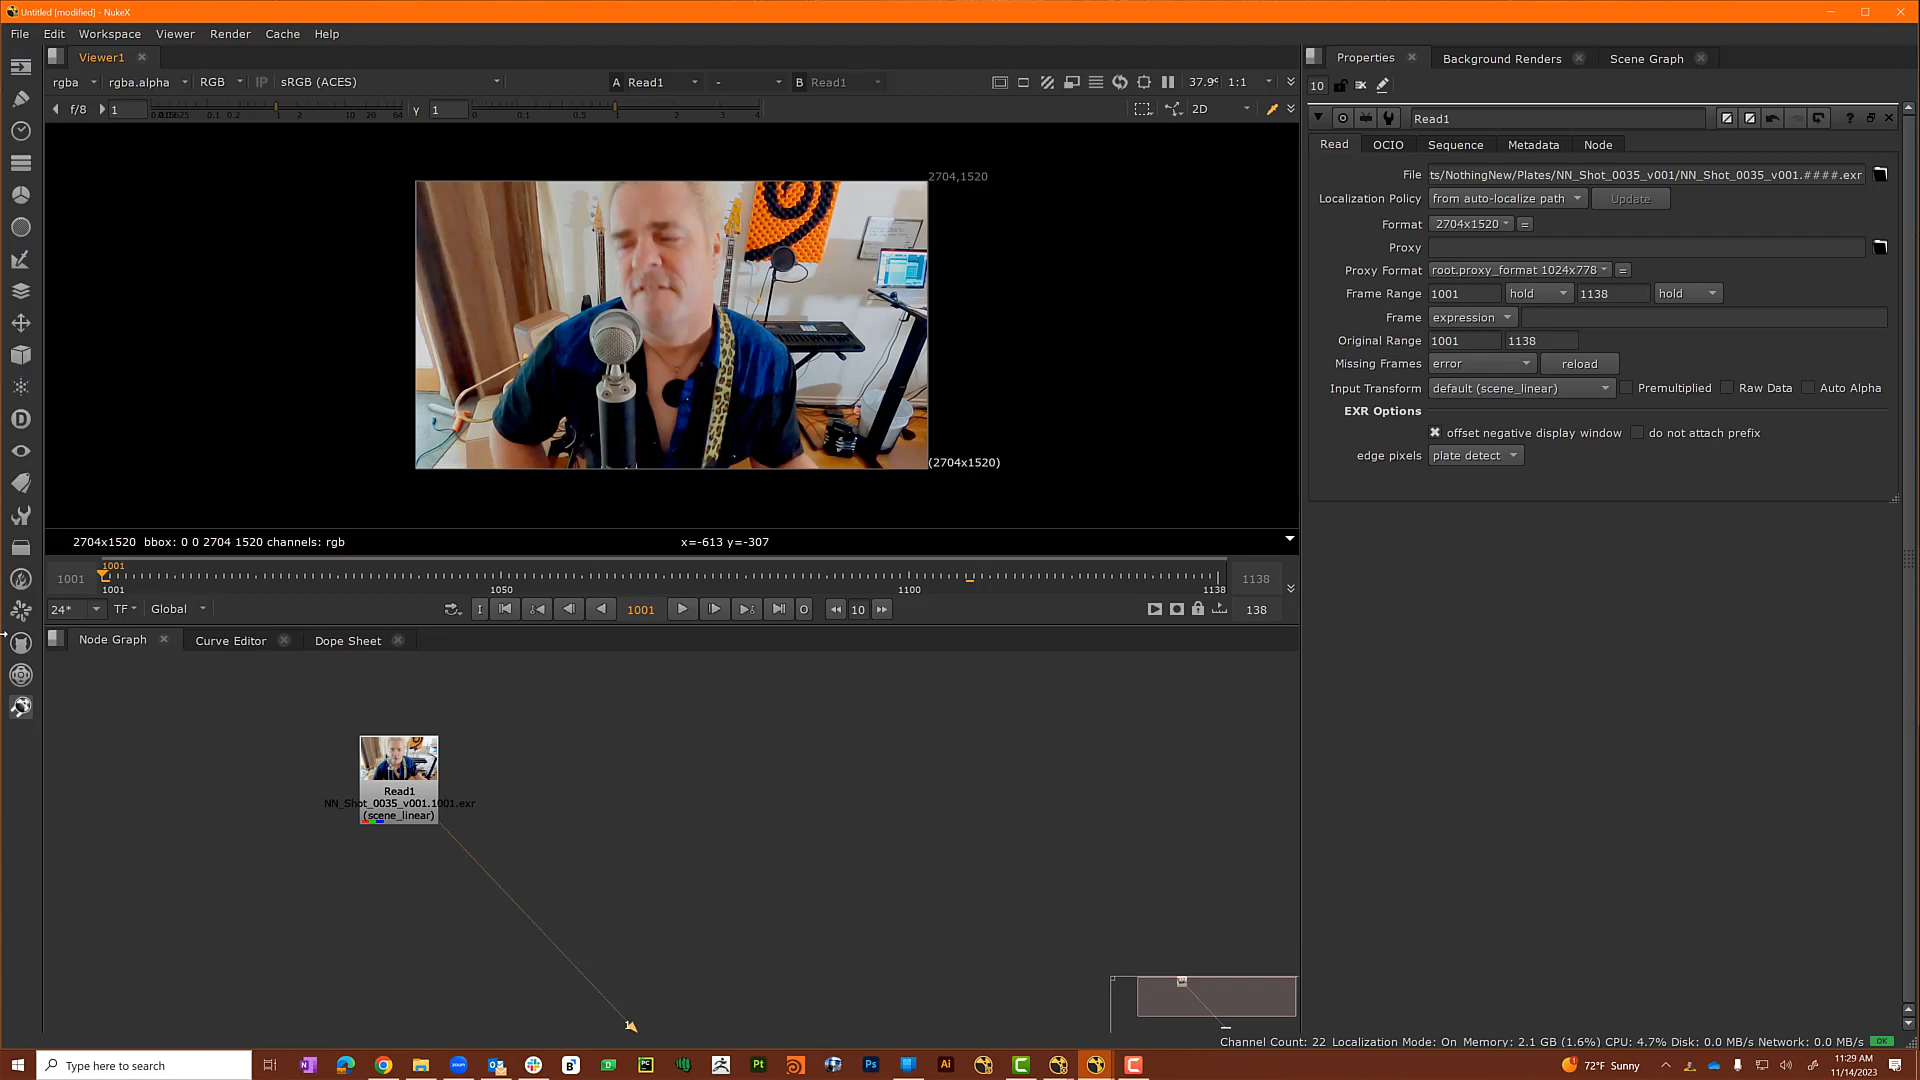 Untitled [modified] - NukeX
File Edit Workspace Viewer Render Cache Help
Viewer1
rgba rgba.alpha RGB IP sRGB (ACES) A Read1 - B Read1 37.9% 1:1
f/8 1 γ 1 2D
2704,1520
(2704x1520)
2704x1520 bbox: 0 0 2704 1520 channels: rgb x=-613 y=-307
1001
1001 1138
1001 1050 1100 1138
24* TF Global 1001 10 138
Node Graph Curve Editor Dope Sheet
Read1
NN_Shot_0035_v001.1001.exr
(scene_linear)
1
Properties Background Renders Scene Graph
10
Read1
Read OCIO Sequence Metadata Node
File ts/NothingNew/Plates/NN_Shot_0035_v001/NN_Shot_0035_v001.####.exr
Localization Policy from auto-localize path Update
Format 2704x1520 =
Proxy
Proxy Format root.proxy_format 1024x778 =
Frame Range 1001 hold 1138 hold
Frame expression
Original Range 1001 1138
Missing Frames error reload
Input Transform default (scene_linear) Premultiplied Raw Data Auto Alpha
EXR Options
offset negative display window do not attach prefix
edge pixels plate detect
Channel Count: 22 Localization Mode: On Memory: 2.1 GB (1.6%) CPU: 4.7% Disk: 0.0 MB/s Network: 0.0 MB/s OK
Type here to search
72°F Sunny
11:29 AM
11/14/2023